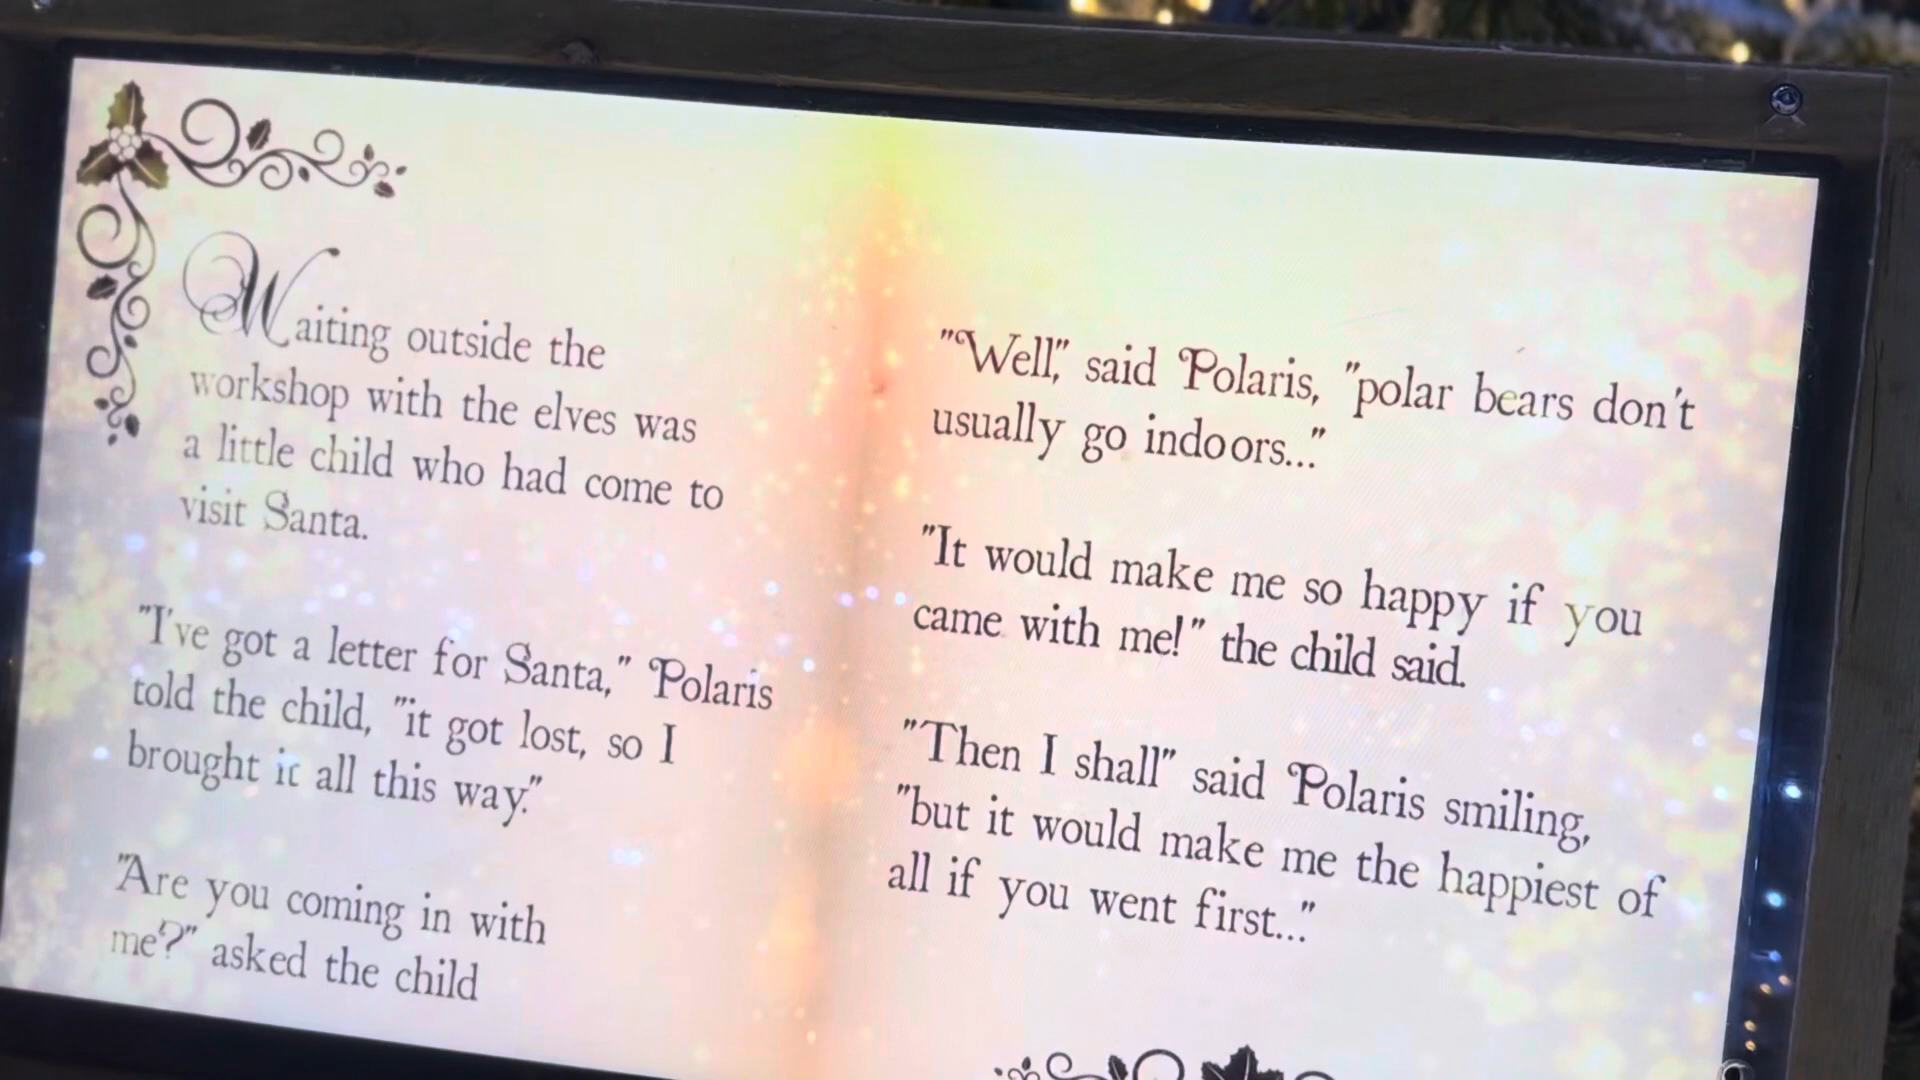 Waiting outside the
workshop with the elves was
a little child who had come to
visit Santa.
"I've got a letter for Santa," Polaris
told the child, "it got lost, so I
brought it all this way."
"Are you coming in with
me?" asked the child
"Well," said Polaris, "polar bears don't
usually go indoors..."
"It would make me so happy if you
came with me!" the child said.
"Then I shall" said Polaris smiling,
"but it would make me the happiest of
all if you went first..."